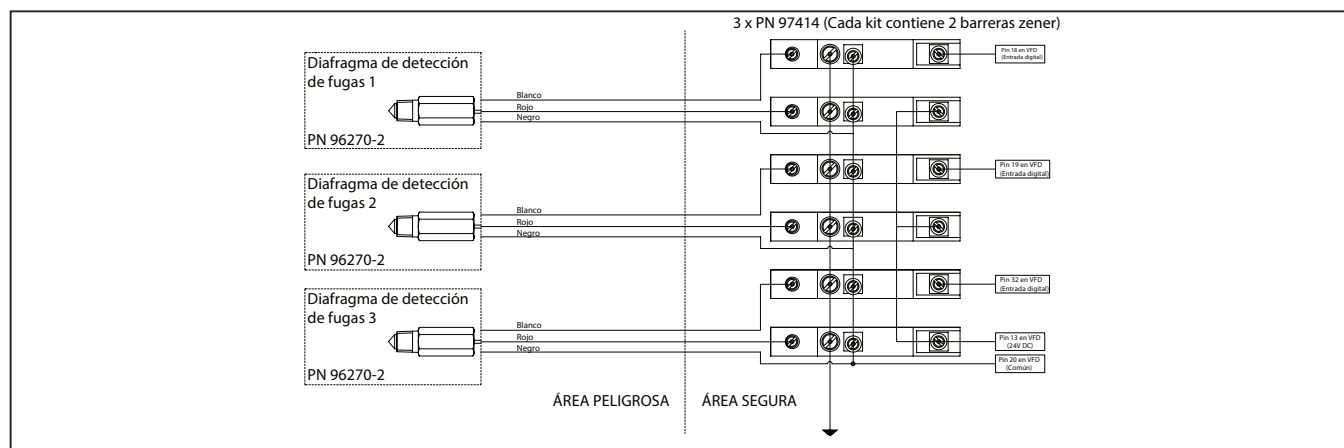 3 x PN 97414 (Cada kit contiene 2 barreras zener)
Diafragma de detección
de fugas 1
PN 96270-2
Blanco
Rojo
Negro
Pin 18 en VFD
(Entrada digital)
Diafragma de detección
de fugas 2
PN 96270-2
Blanco
Rojo
Negro
Pin 19 en VFD
(Entrada digital)
Diafragma de detección
de fugas 3
PN 96270-2
Blanco
Rojo
Negro
Pin 32 en VFD
(Entrada digital)
Pin 13 en VFD
(24V DC)
Pin 20 en VFD
(Común)
ÁREA PELIGROSA
ÁREA SEGURA